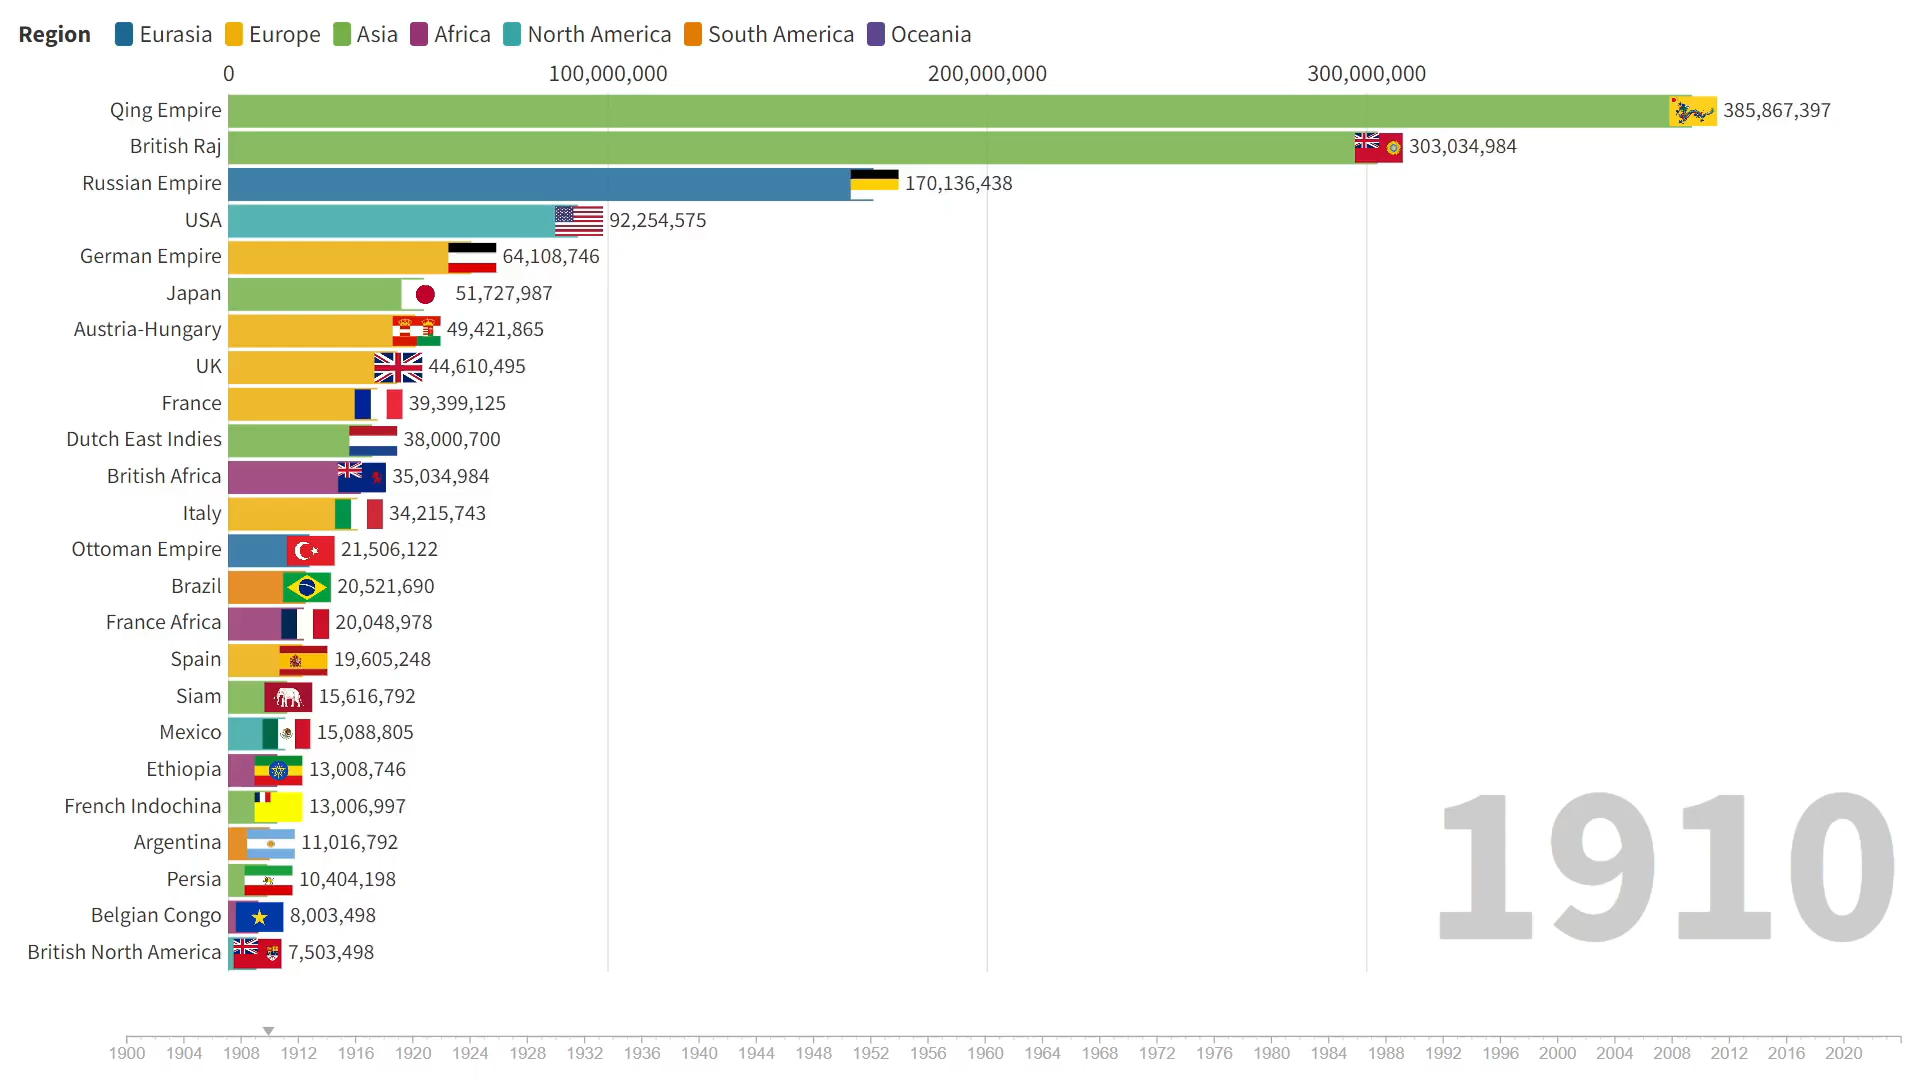 Region Eurasia Europe Asia Africa North America South America Oceania
0 100,000,000 200,000,000 300,000,000
Qing Empire 385,867,397
British Raj 303,034,984
Russian Empire 170,136,438
USA 92,254,575
German Empire 64,108,746
Japan 51,727,987
Austria-Hungary 49,421,865
UK 44,610,495
France 39,399,125
Dutch East Indies 38,000,700
British Africa 35,034,984
Italy 34,215,743
Ottoman Empire 21,506,122
Brazil 20,521,690
France Africa 20,048,978
Spain 19,605,248
Siam 15,616,792
Mexico 15,088,805
Ethiopia 13,008,746
French Indochina 13,006,997
Argentina 11,016,792
Persia 10,404,198
Belgian Congo 8,003,498
British North America 7,503,498
1910
1900 1904 1908 1912 1916 1920 1924 1928 1932 1936 1940 1944 1948 1952 1956 1960 1964 1968 1972 1976 1980 1984 1988 1992 1996 2000 2004 2008 2012 2016 2020